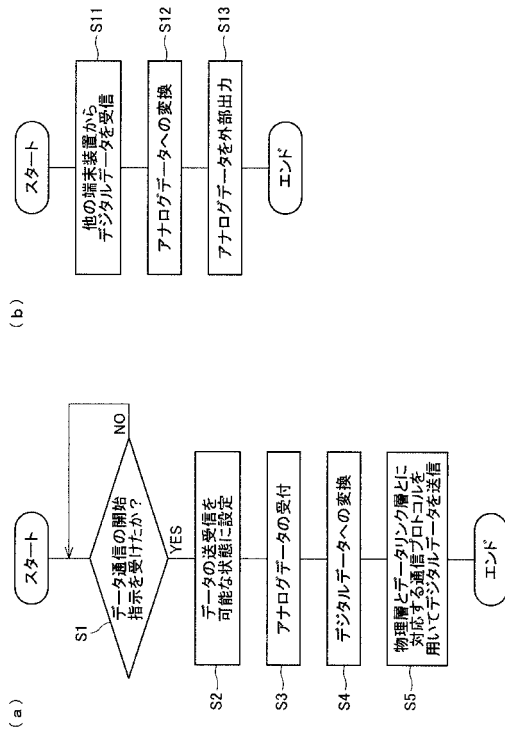 (a)
スタート
S1
データ通信の開始
指示を受けたか?
NO
YES
S2
データの送受信を
可能な状態に設定
S3
アナログデータの受付
S4
デジタルデータへの変換
S5
物理層とデータリンク層とに
対応する通信プロトコルを
用いてデジタルデータを送信
エンド
(b)
スタート
他の端末装置から
デジタルデータを受信
S11
アナログデータへの変換
S12
アナログデータを外部出力
S13
エンド